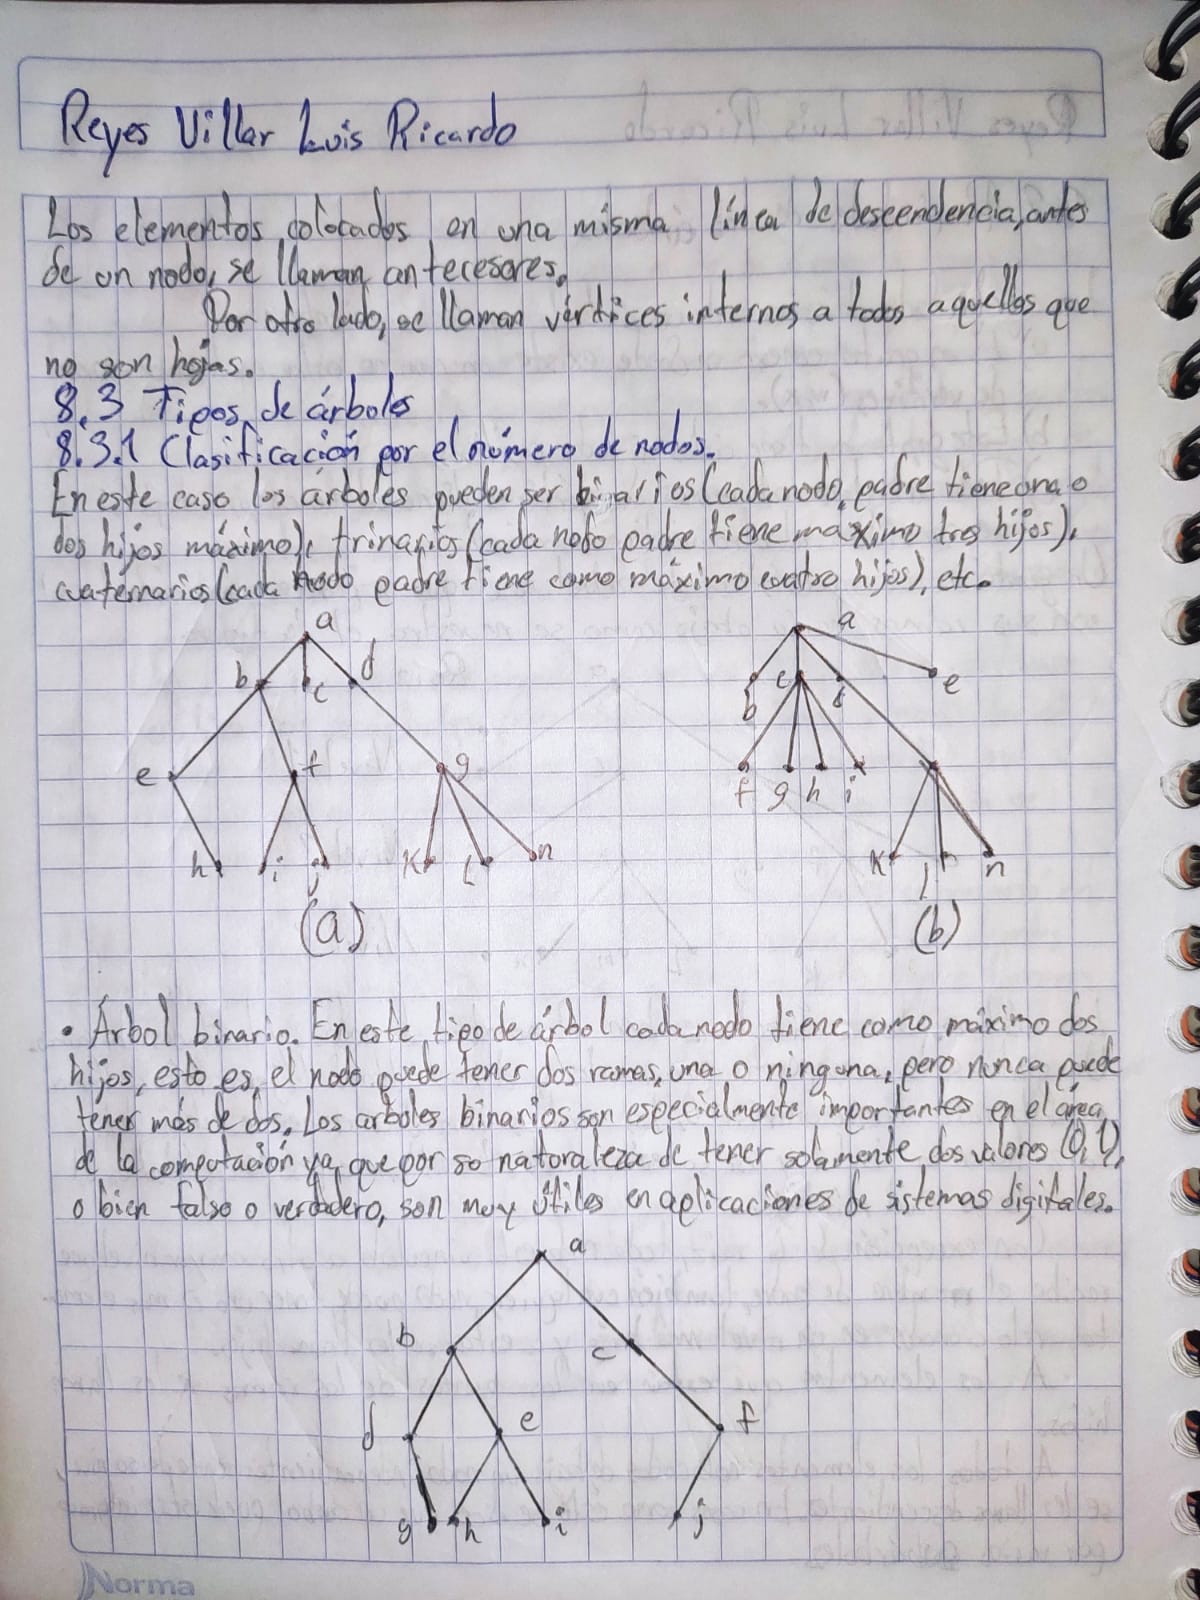 Reyes Villar Luis Ricardo
Los elementos colocados en una misma línea de descendencia, antes
de un nodo, se llaman antecesores.
Por otro lado, se llaman vértices internos a todos aquellos que
no son hojas.
8.3 Tipos de árboles
8.3.1 Clasificación por el número de nodos.
En este caso los árboles pueden ser binarios (cada nodo padre tiene uno o
dos hijos máximo), trinarios (cada nodo padre tiene máximo tres hijos),
cuaternarios (cada nodo padre tiene como máximo cuatro hijos), etc.
a a
b c d
b c d e
e f g
f g h i
h i j k l n
k l n
(a) (b)
• Árbol binario. En este tipo de árbol cada nodo tiene como máximo dos
hijos, esto es, el nodo puede tener dos ramas, una o ninguna, pero nunca puede
tener más de dos. Los árboles binarios son especialmente importantes en el área
de la computación ya que por su naturaleza de tener solamente dos valores (0,1),
o bien falso o verdadero, son muy útiles en aplicaciones de sistemas digitales.
a
b c
d e f
g h i j
Norma